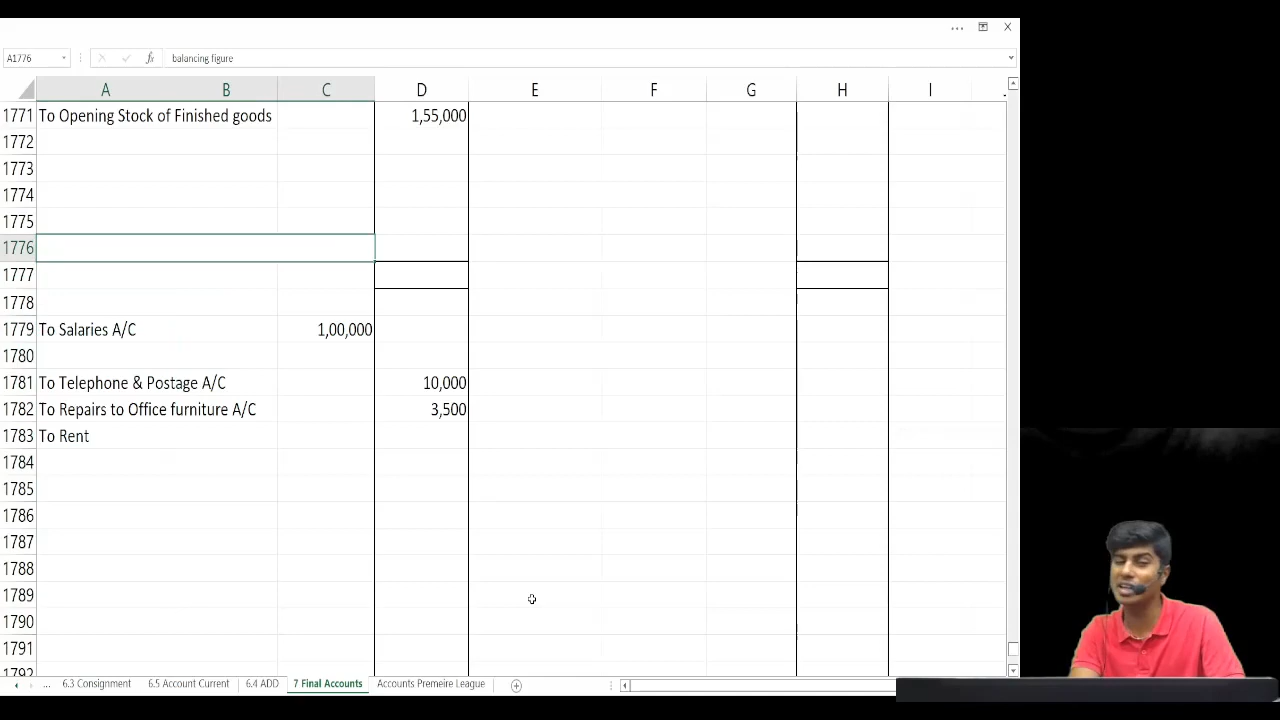 A1776 fx balancing figure
A B C D E F G H I
1771 To Opening Stock of Finished goods 1,55,000
1772
1773
1774
1775
1776
1777
1778
1779 To Salaries A/C 1,00,000
1780
1781 To Telephone & Postage A/C 10,000
1782 To Repairs to Office furniture A/C 3,500
1783 To Rent
1784
1785
1786
1787
1788
1789
1790
1791
1792
... 6.3 Consignment 6.5 Account Current 6.4 ADD 7 Final Accounts Accounts Premeire League